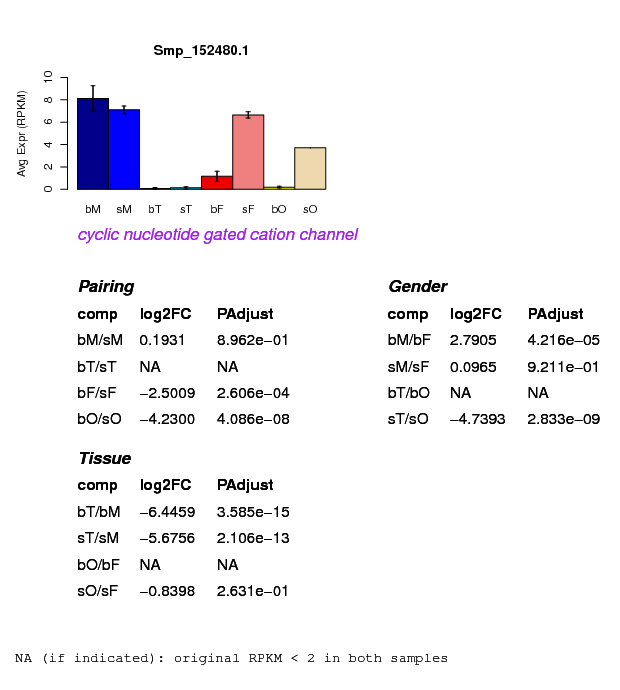 Smp_152480.1
Avg Expr (RPKM)
0 2 4 6 8 10
bM sM bT sT bF sF bO sO
cyclic nucleotide gated cation channel
Pairing
comp log2FC PAdjust
bM/sM 0.1931 8.962e−01
bT/sT NA NA
bF/sF −2.5009 2.606e−04
bO/sO −4.2300 4.086e−08
Gender
comp log2FC PAdjust
bM/bF 2.7905 4.216e−05
sM/sF 0.0965 9.211e−01
bT/bO NA NA
sT/sO −4.7393 2.833e−09
Tissue
comp log2FC PAdjust
bT/bM −6.4459 3.585e−15
sT/sM −5.6756 2.106e−13
bO/bF NA NA
sO/sF −0.8398 2.631e−01
NA (if indicated): original RPKM < 2 in both samples